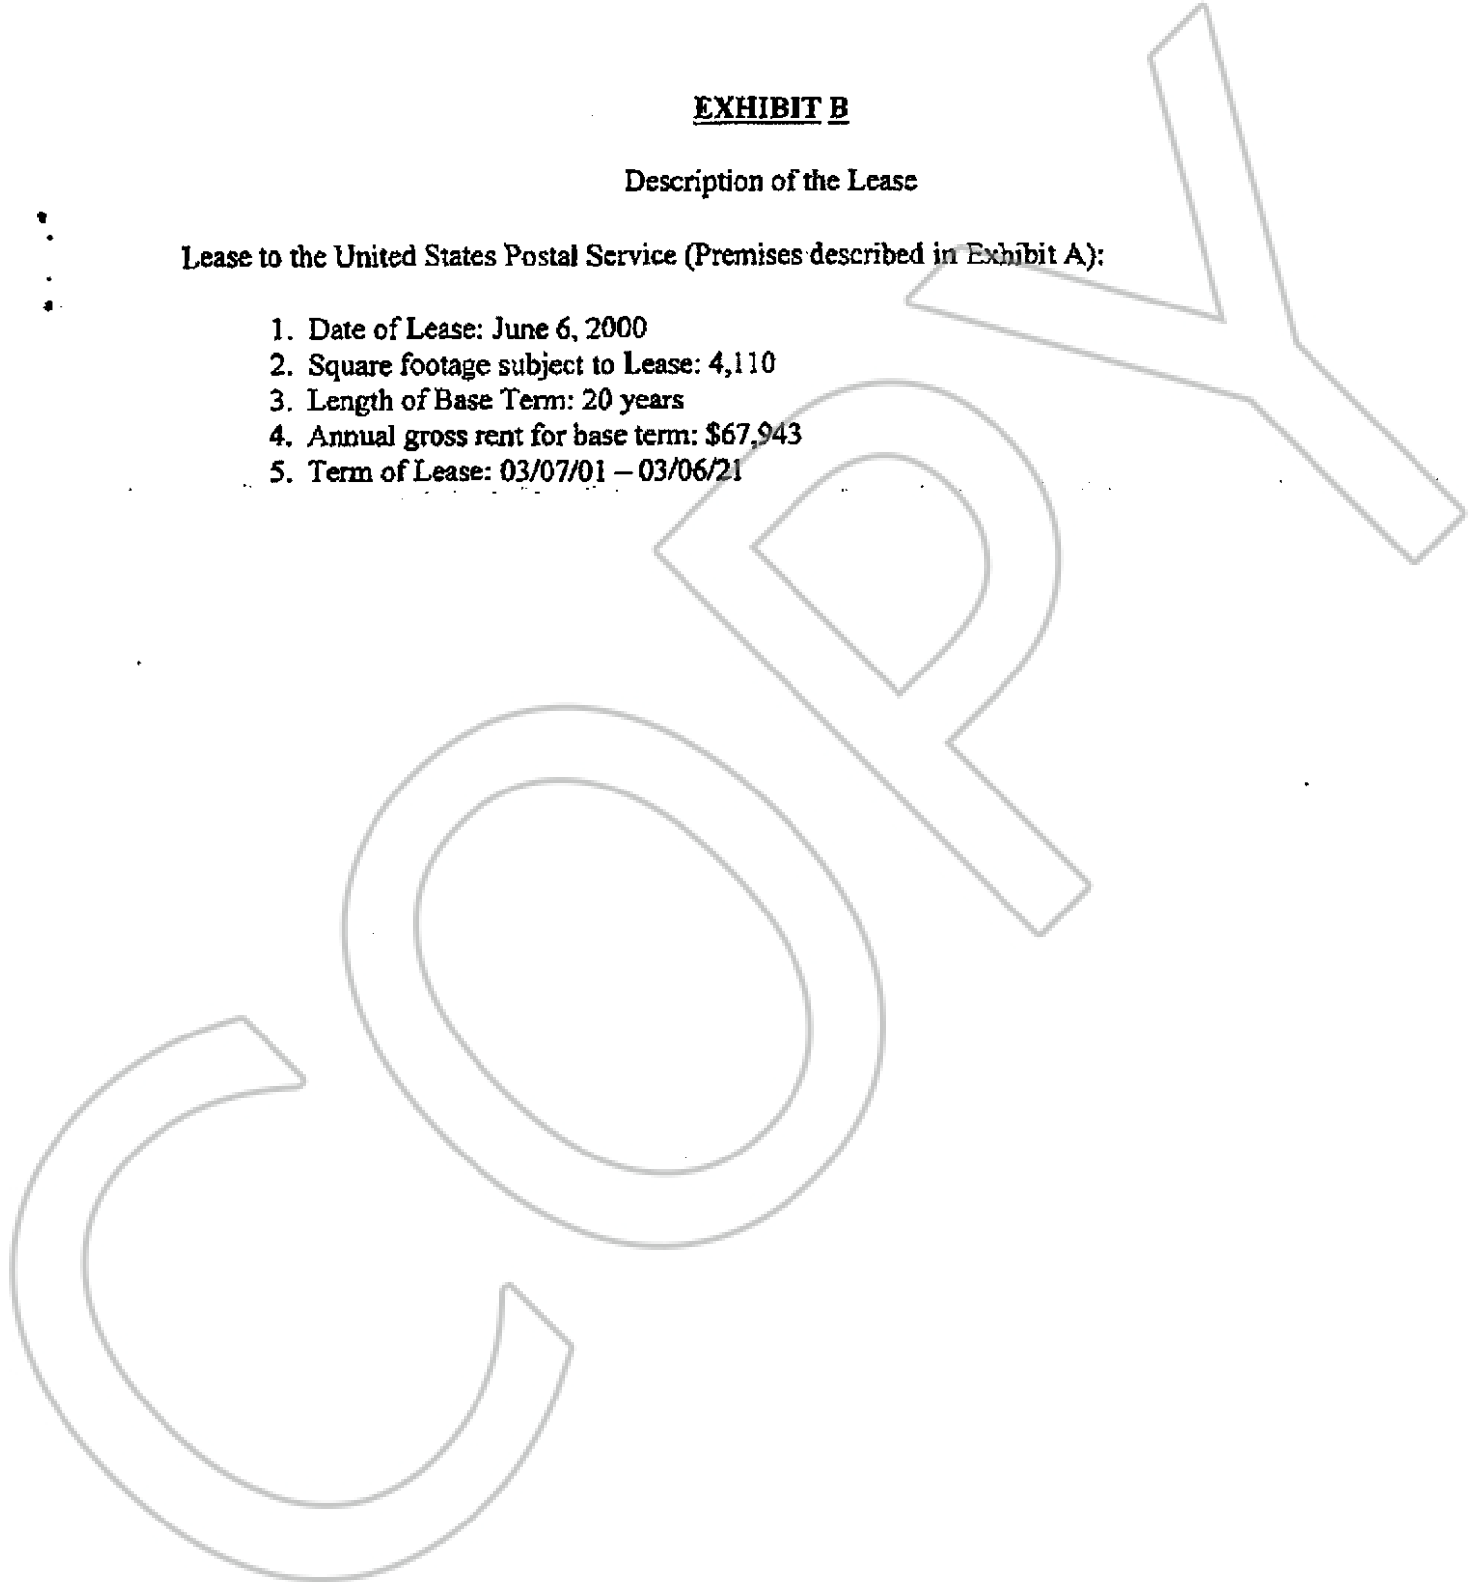 EXHIBIT B
Description of the Lease
Lease to the United States Postal Service (Premises described in Exhibit A):
1. Date of Lease: June 6, 2000
2. Square footage subject to Lease: 4,110
3. Length of Base Term: 20 years
4. Annual gross rent for base term: $67,943
5. Term of Lease: 03/07/01 – 03/06/21
COPY